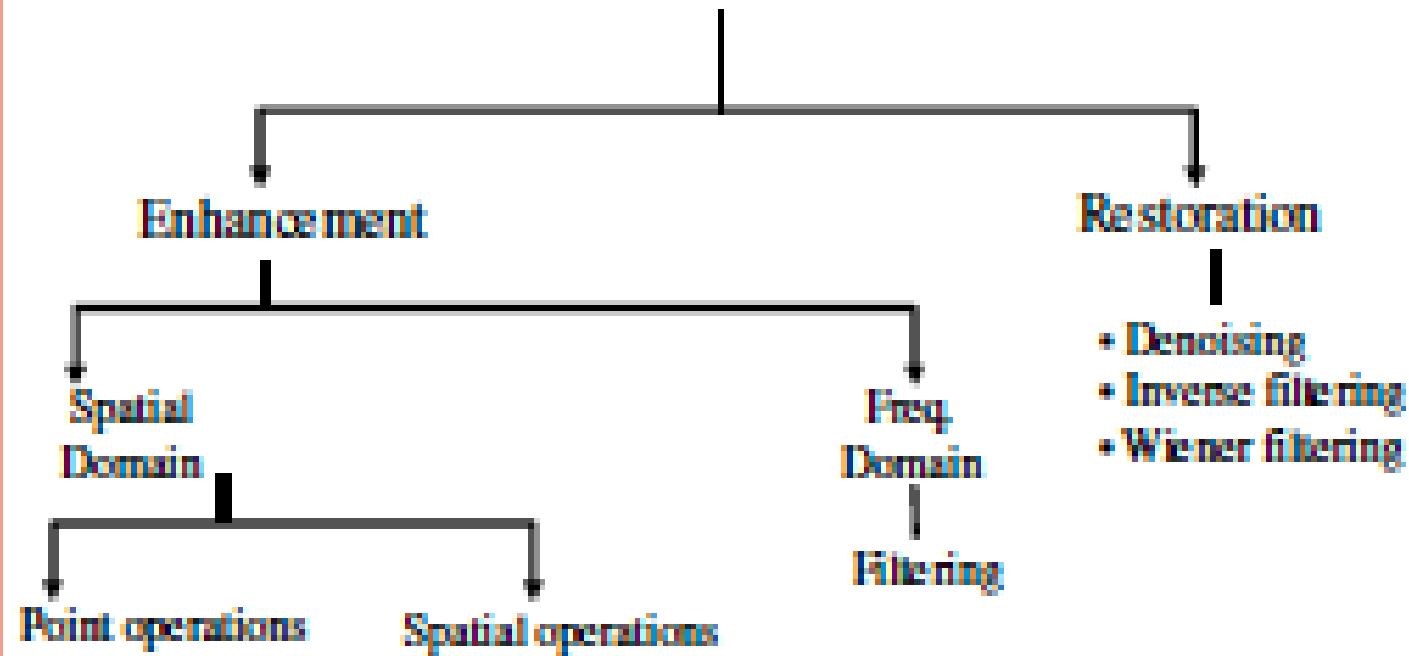 Enhancement
Restoration
• Denoising
• Inverse filtering
• Wiener filtering
Spatial
Domain
Freq.
Domain
Filtering
Point operations
Spatial operations